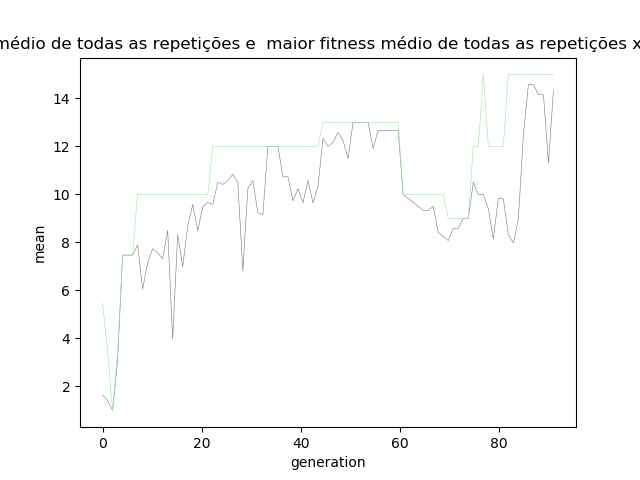 médio de todas as repetições e  maior fitness médio de todas as repetições x
14
12
10
8
6
4
2
mean
0 20 40 60 80
generation